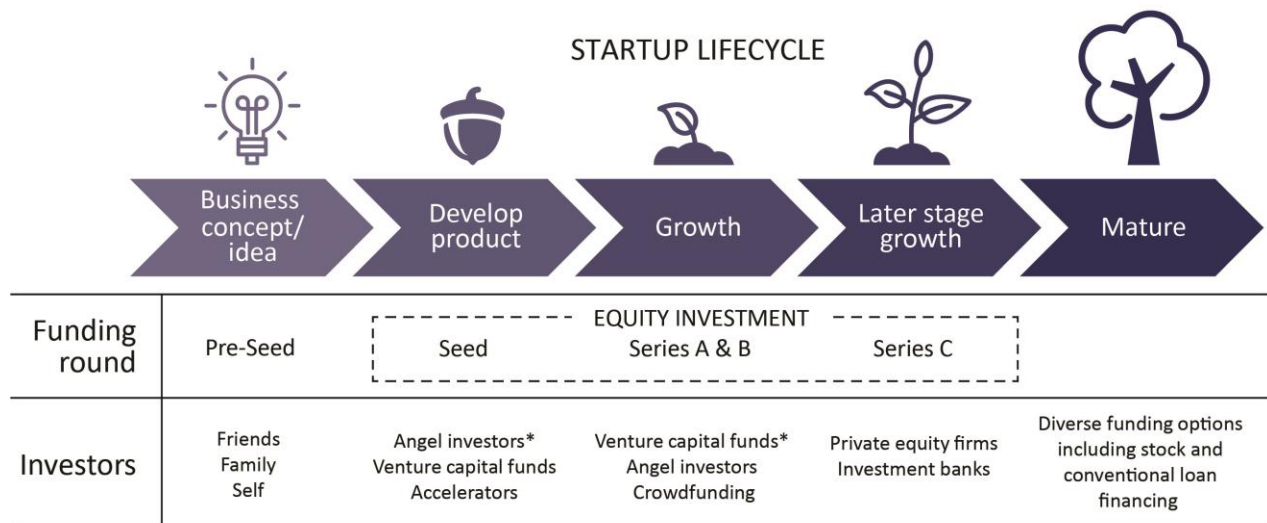 STARTUP LIFECYCLE
Business
concept/
idea
Develop
product
Growth
Later stage
growth
Mature
Funding
round
EQUITY INVESTMENT
Pre-Seed
Seed
Series A & B
Series C
Investors
Friends
Family
Self
Angel investors*
Venture capital funds
Accelerators
Venture capital funds*
Angel investors
Crowdfunding
Private equity firms
Investment banks
Diverse funding options
including stock and
conventional loan
financing